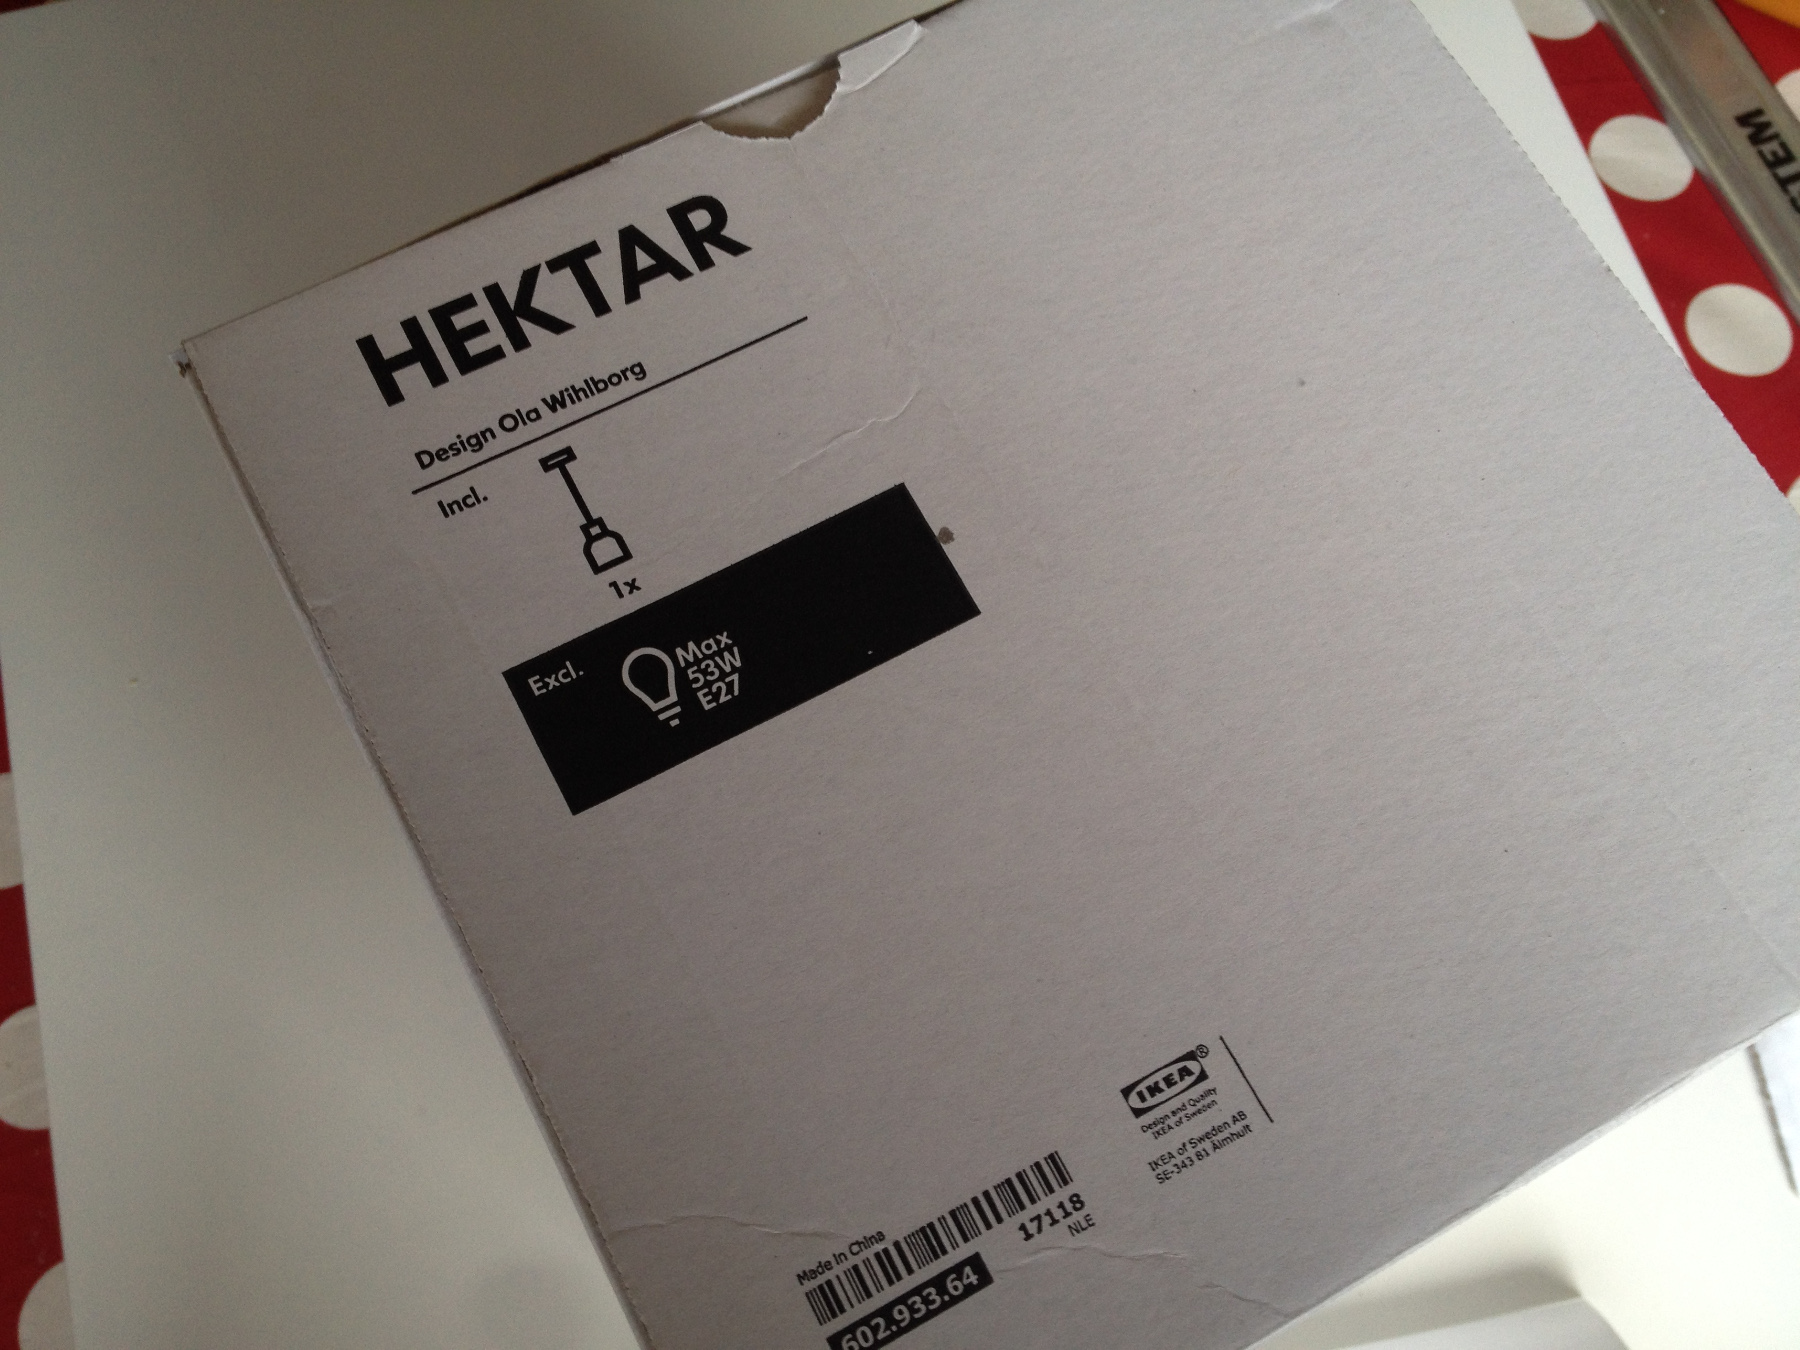 HEKTAR
Design Ola Wihlborg
Incl.
1x
Excl.
Max
53W
E27
IKEA®
Design and Quality
IKEA of Sweden
IKEA of Sweden AB
SE-343 81 Älmhult
Made in China
17118
NLE
602.933.64
STEM